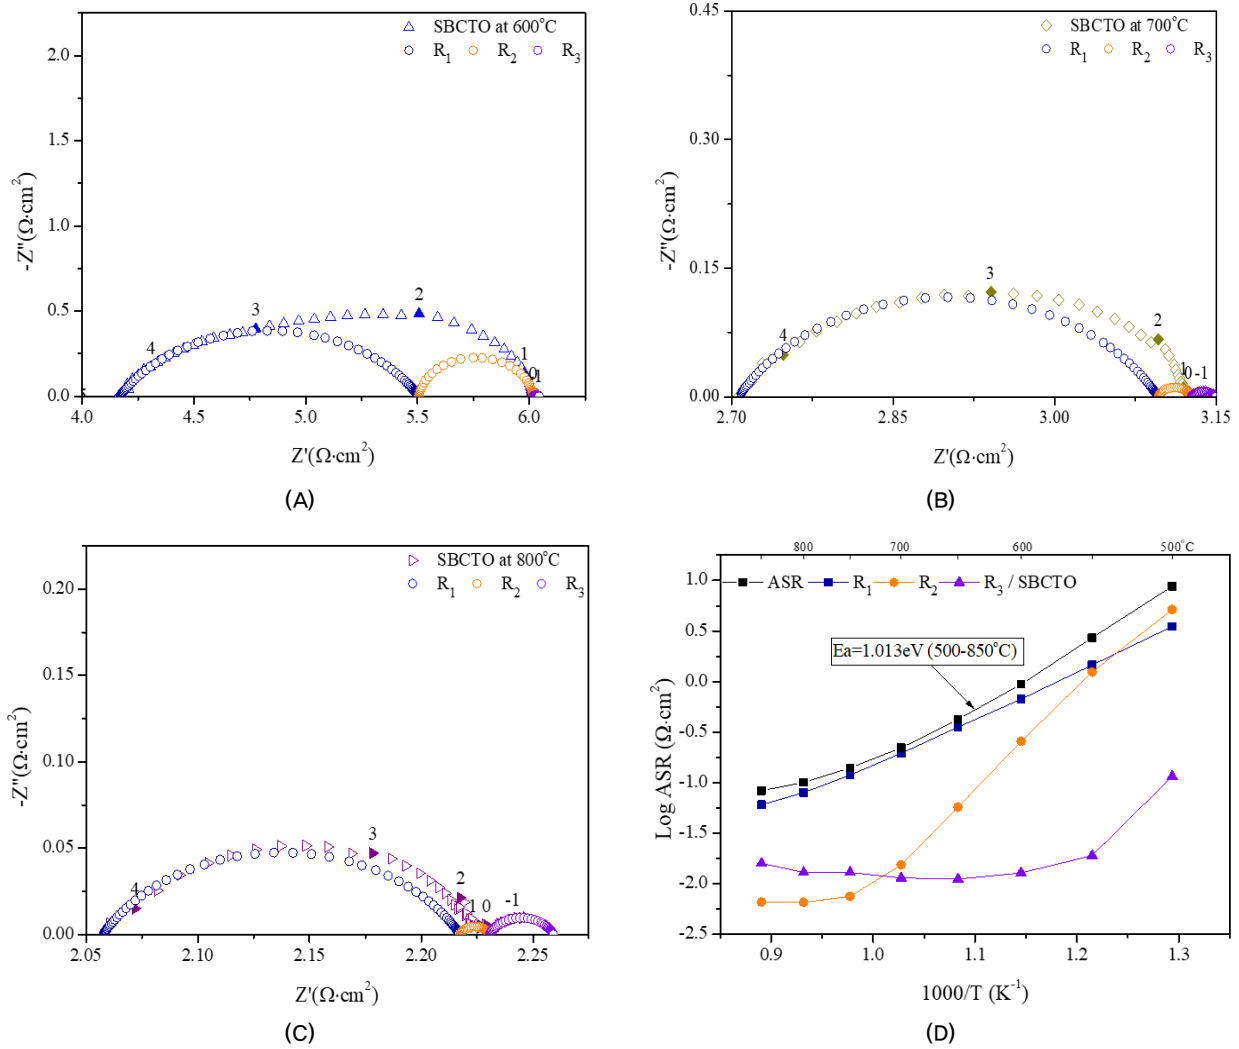 SBCTO at 600°C
R1 R2 R3
2.0
1.5
1.0
0.5
0.0
-Z''(Ω·cm²)
4 3 2 1 0 -1
4.0 4.5 5.0 5.5 6.0
Z'(Ω·cm²)
(A)
SBCTO at 700°C
R1 R2 R3
0.45
0.30
0.15
0.00
-Z''(Ω·cm²)
4 3 2 1 0 -1
2.70 2.85 3.00 3.15
Z'(Ω·cm²)
(B)
SBCTO at 800°C
R1 R2 R3
0.20
0.15
0.10
0.05
0.00
-Z''(Ω·cm²)
4 3 2 1 0 -1
2.05 2.10 2.15 2.20 2.25
Z'(Ω·cm²)
(C)
800 700 600 500°C
ASR R1 R2 R3 / SBCTO
Ea=1.013eV (500-850°C)
1.0
0.5
0.0
-0.5
-1.0
-1.5
-2.0
-2.5
Log ASR (Ω·cm²)
0.9 1.0 1.1 1.2 1.3
1000/T (K⁻¹)
(D)